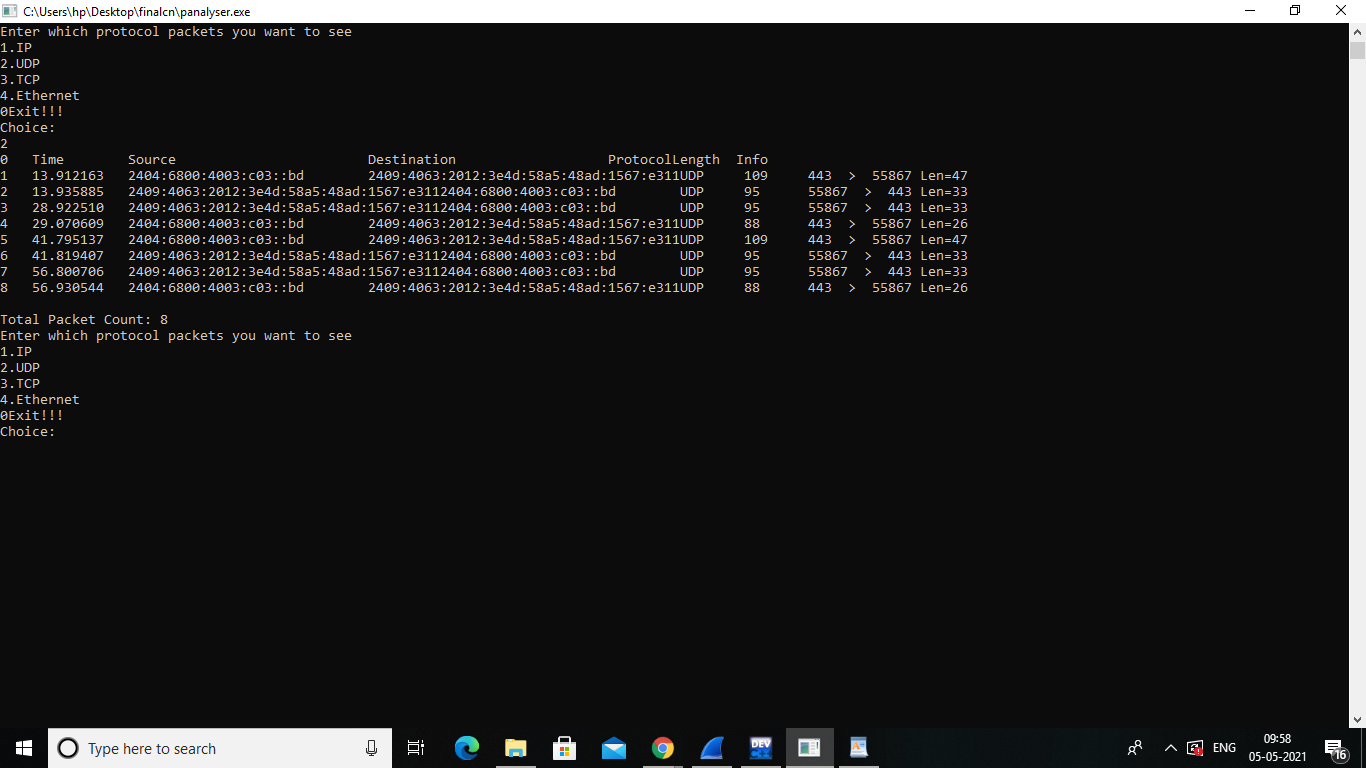 C:\Users\hp\Desktop\finalcn\panalyser.exe
Enter which protocol packets you want to see
1.IP
2.UDP
3.TCP
4.Ethernet
0Exit!!!
Choice:
2
0   Time        Source                        Destination                   ProtocolLength  Info
1   13.912163   2404:6800:4003:c03::bd        2409:4063:2012:3e4d:58a5:48ad:1567:e311UDP     109     443  >  55867 Len=47
2   13.935885   2409:4063:2012:3e4d:58a5:48ad:1567:e3112404:6800:4003:c03::bd        UDP     95      55867  >  443 Len=33
3   28.922510   2409:4063:2012:3e4d:58a5:48ad:1567:e3112404:6800:4003:c03::bd        UDP     95      55867  >  443 Len=33
4   29.070609   2404:6800:4003:c03::bd        2409:4063:2012:3e4d:58a5:48ad:1567:e311UDP     88      443  >  55867 Len=26
5   41.795137   2404:6800:4003:c03::bd        2409:4063:2012:3e4d:58a5:48ad:1567:e311UDP     109     443  >  55867 Len=47
6   41.819407   2409:4063:2012:3e4d:58a5:48ad:1567:e3112404:6800:4003:c03::bd        UDP     95      55867  >  443 Len=33
7   56.800706   2409:4063:2012:3e4d:58a5:48ad:1567:e3112404:6800:4003:c03::bd        UDP     95      55867  >  443 Len=33
8   56.930544   2404:6800:4003:c03::bd        2409:4063:2012:3e4d:58a5:48ad:1567:e311UDP     88      443  >  55867 Len=26
Total Packet Count: 8
Enter which protocol packets you want to see
1.IP
2.UDP
3.TCP
4.Ethernet
0Exit!!!
Choice:
Type here to search
DEV
ENG
09:58
05-05-2021
16